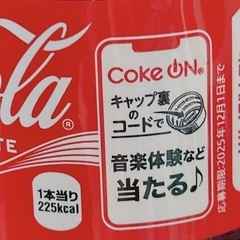 Cola®
TE
1本当り
225kcal
Coke ON®
キャップ裏
の
コードで
音楽体験など
当たる♪
応募期限:2025年12月1日まで